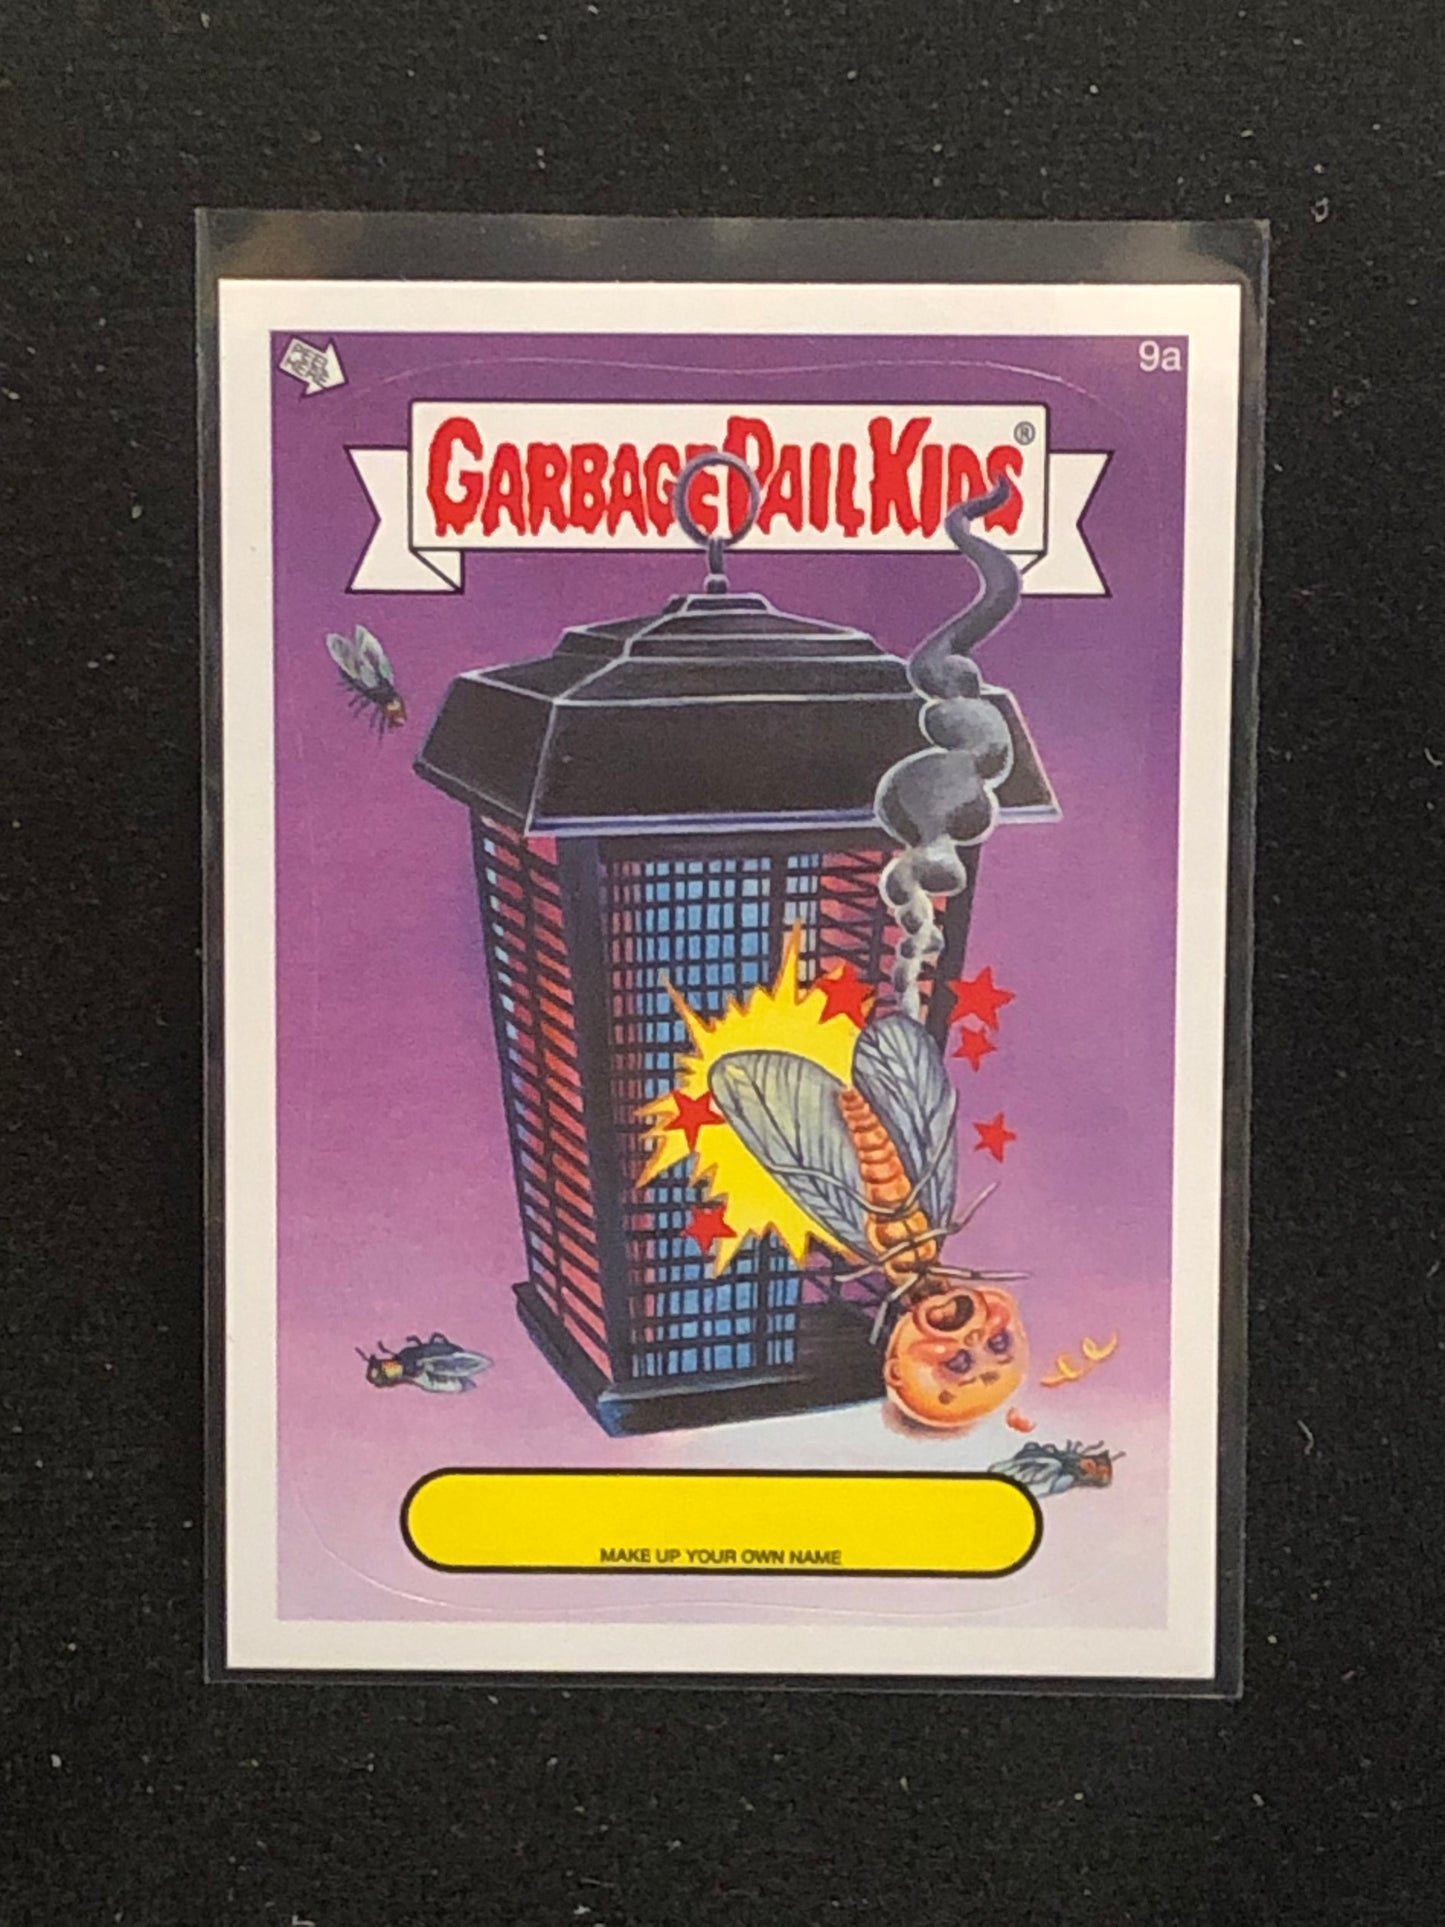 PEEL
HERE
9a
GARBAGE PAIL KIDS®
MAKE UP YOUR OWN NAME